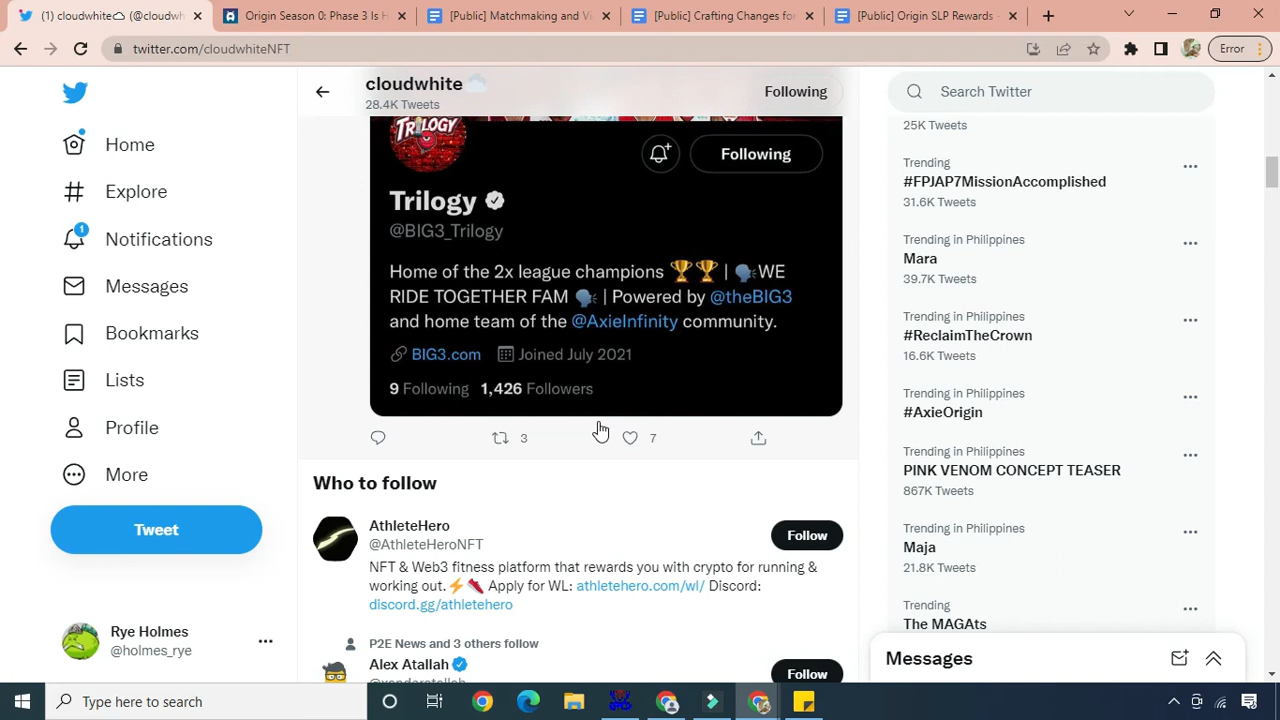 (1) cloudwhite☁ (@cloudwh
Origin Season 0: Phase 3 is H
[Public] Matchmaking and Vi
[Public] Crafting Changes for
[Public] Origin SLP Rewards -
twitter.com/cloudwhiteNFT
Error
cloudwhite
28.4K Tweets
Following
Search Twitter
Home
Explore
1
Notifications
Messages
Bookmarks
Lists
Profile
More
Tweet
Rye Holmes
@holmes_rye
TRILOGY
Following
Trilogy
@BIG3_Trilogy
Home of the 2x league champions 🏆🏆 | 🗣WE
RIDE TOGETHER FAM 🗣 | Powered by @theBIG3
and home team of the @AxieInfinity community.
BIG3.com Joined July 2021
9 Following 1,426 Followers
3 7
Who to follow
AthleteHero
@AthleteHeroNFT
Follow
NFT & Web3 fitness platform that rewards you with crypto for running &
working out.⚡👟 Apply for WL: athletehero.com/wl/ Discord:
discord.gg/athletehero
P2E News and 3 others follow
Alex Atallah
Follow
25K Tweets
Trending
#FPJAP7MissionAccomplished
31.6K Tweets
Trending in Philippines
Mara
39.7K Tweets
Trending in Philippines
#ReclaimTheCrown
16.6K Tweets
Trending in Philippines
#AxieOrigin
Trending in Philippines
PINK VENOM CONCEPT TEASER
867K Tweets
Trending in Philippines
Maja
21.8K Tweets
Trending
The MAGAts
Messages
Type here to search